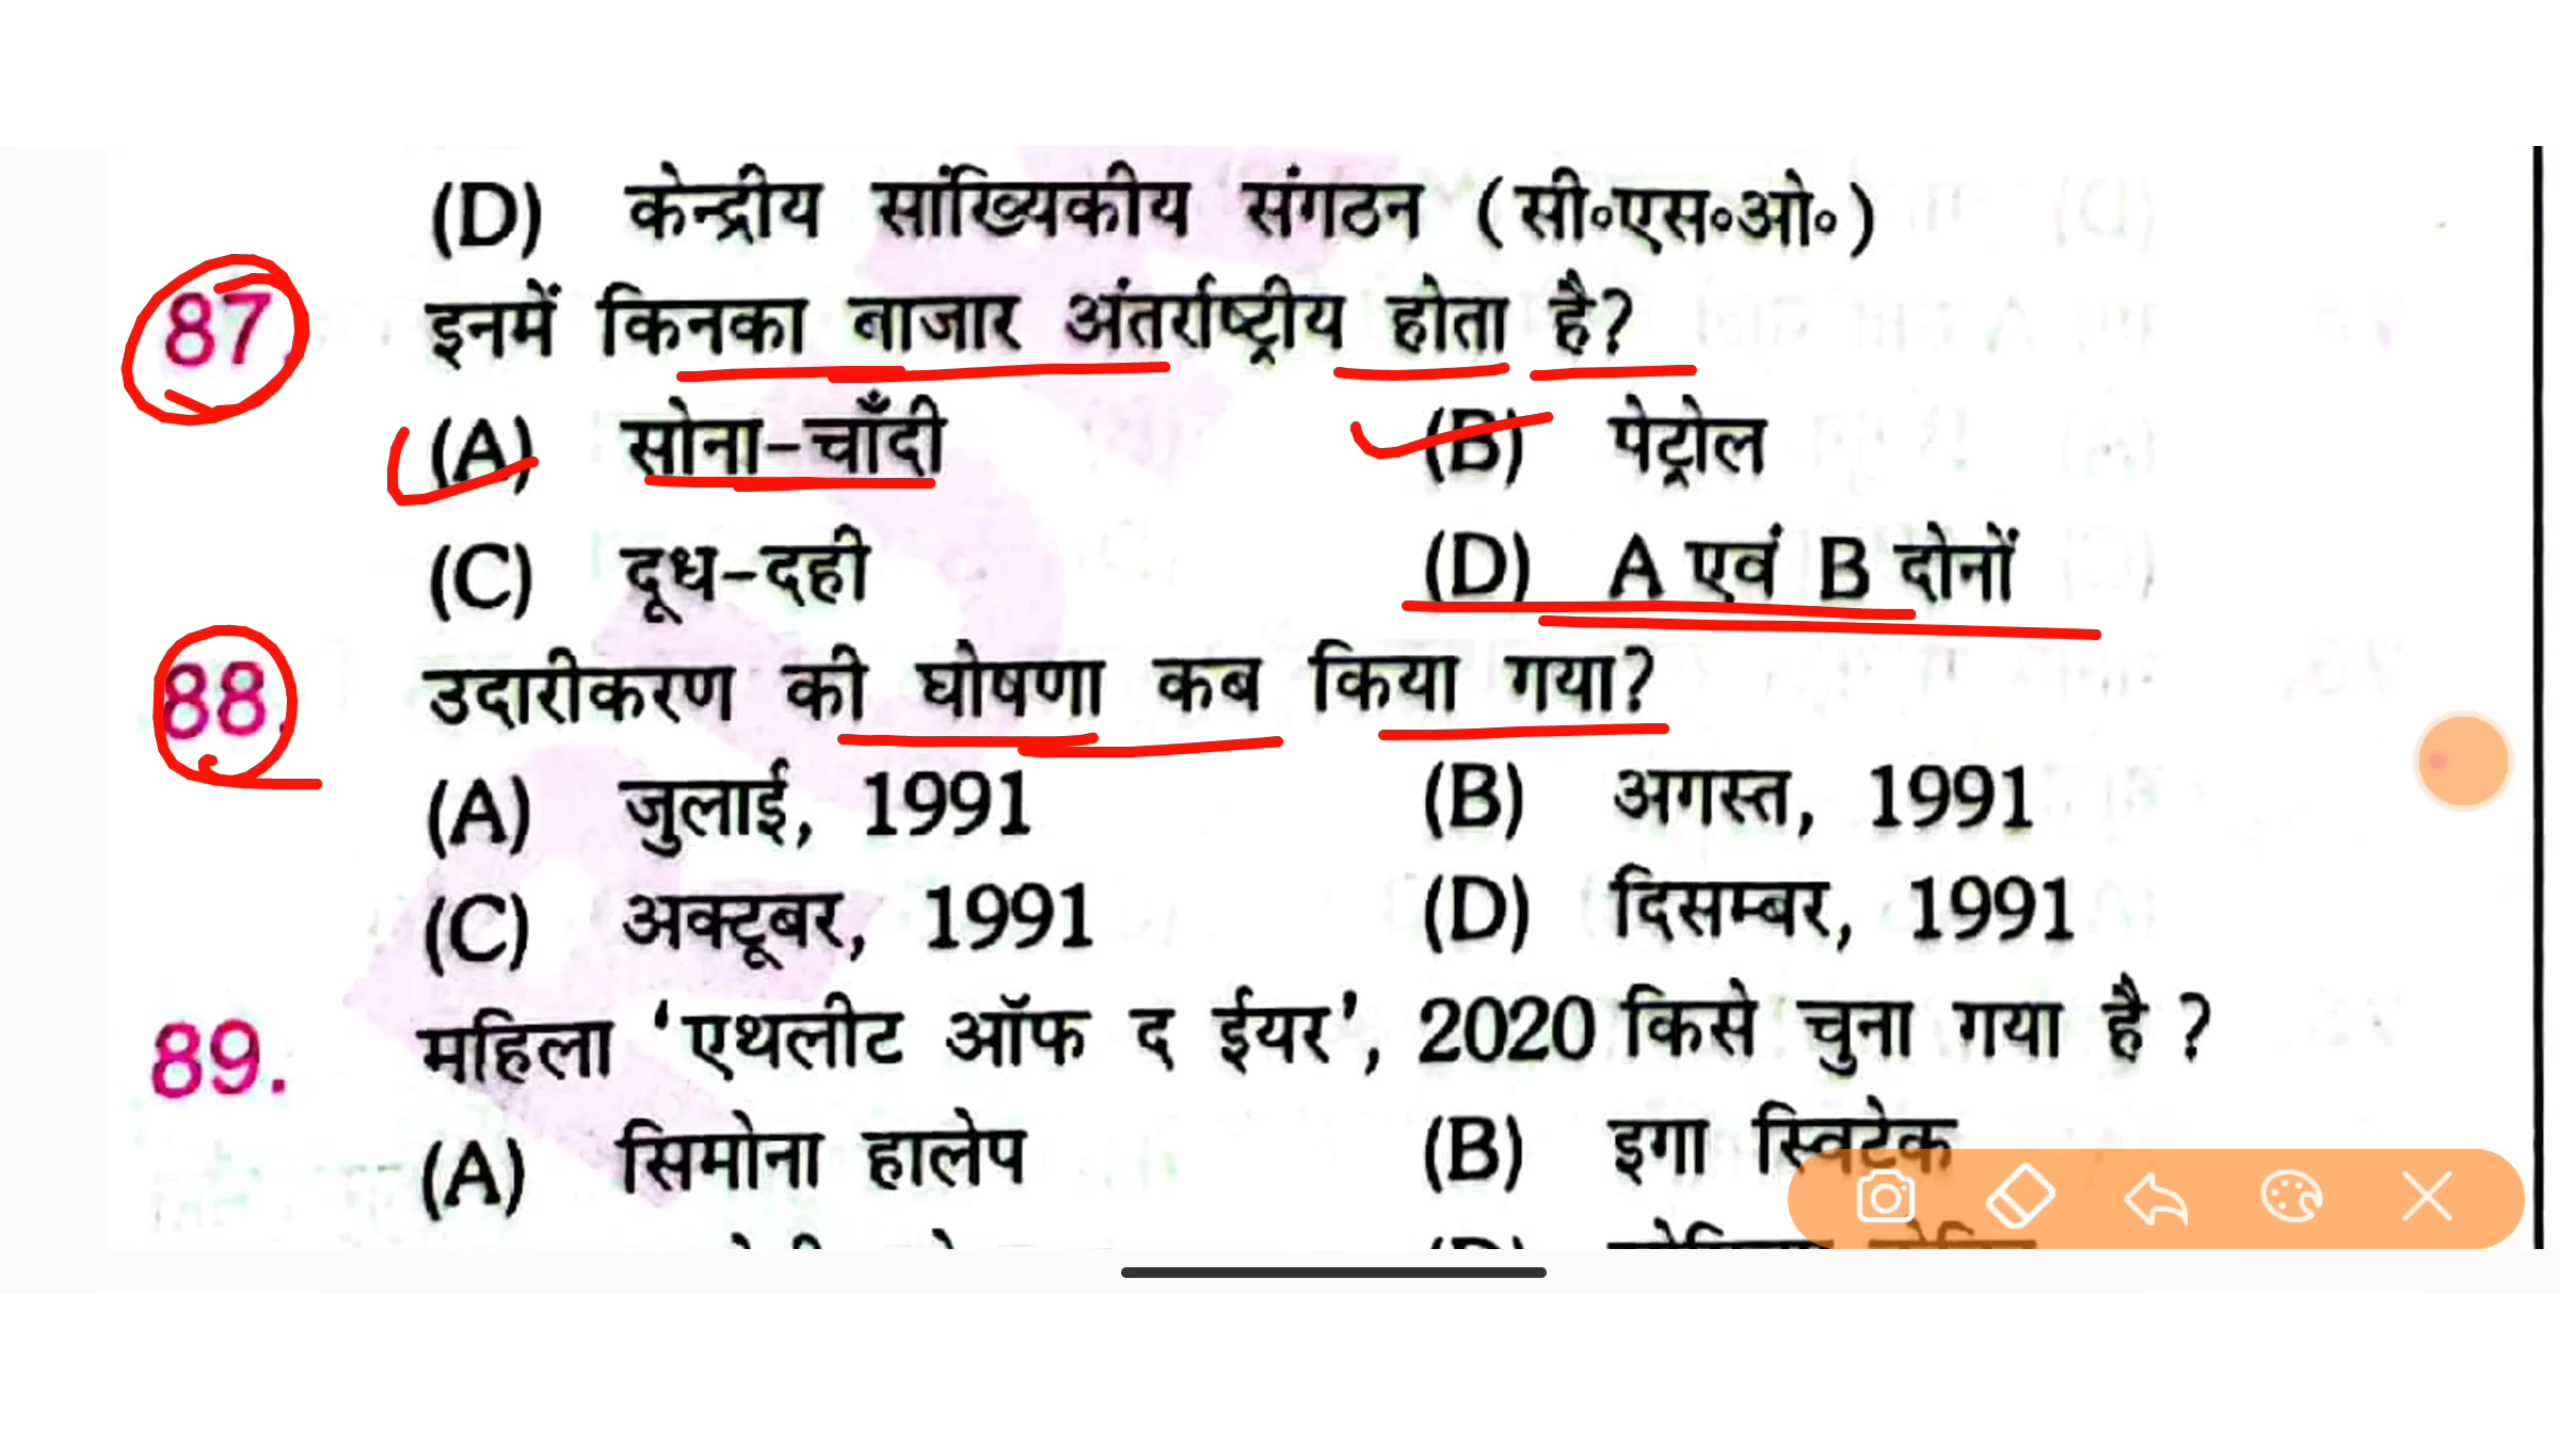 (D) केन्द्रीय सांख्यिकीय संगठन (सी॰एस॰ओ॰)
87. इनमें किनका बाजार अंतर्राष्ट्रीय होता है?
(A) सोना-चाँदी (B) पेट्रोल
(C) दूध-दही (D) A एवं B दोनों
88. उदारीकरण की घोषणा कब किया गया?
(A) जुलाई, 1991 (B) अगस्त, 1991
(C) अक्टूबर, 1991 (D) दिसम्बर, 1991
89. महिला 'एथलीट ऑफ द ईयर', 2020 किसे चुना गया है ?
(A) सिमोना हालेप (B) इगा स्विटेक